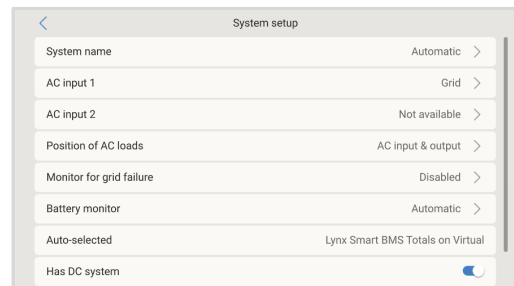 System setup
System name Automatic
AC input 1 Grid
AC input 2 Not available
Position of AC loads AC input & output
Monitor for grid failure Disabled
Battery monitor Automatic
Auto-selected Lynx Smart BMS Totals on Virtual
Has DC system